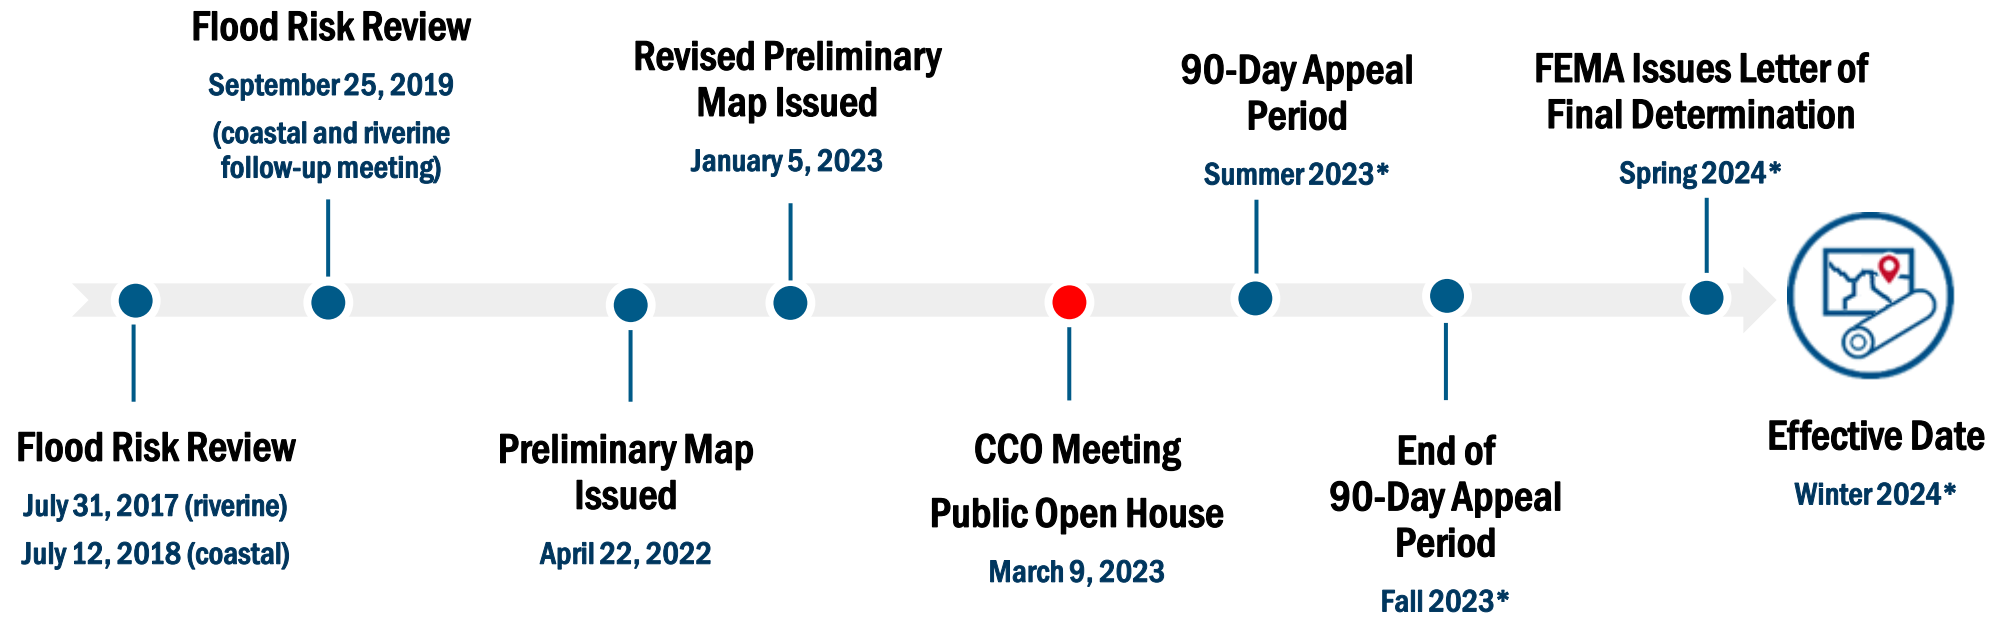 Flood Risk Review
September 25, 2019
(coastal and riverine
follow-up meeting)
Revised Preliminary
Map Issued
January 5, 2023
90-Day Appeal
Period
Summer 2023*
FEMA Issues Letter of
Final Determination
Spring 2024*
Flood Risk Review
July 31, 2017 (riverine)
July 12, 2018 (coastal)
Preliminary Map
Issued
April 22, 2022
CCO Meeting
Public Open House
March 9, 2023
End of
90-Day Appeal
Period
Fall 2023*
Effective Date
Winter 2024*